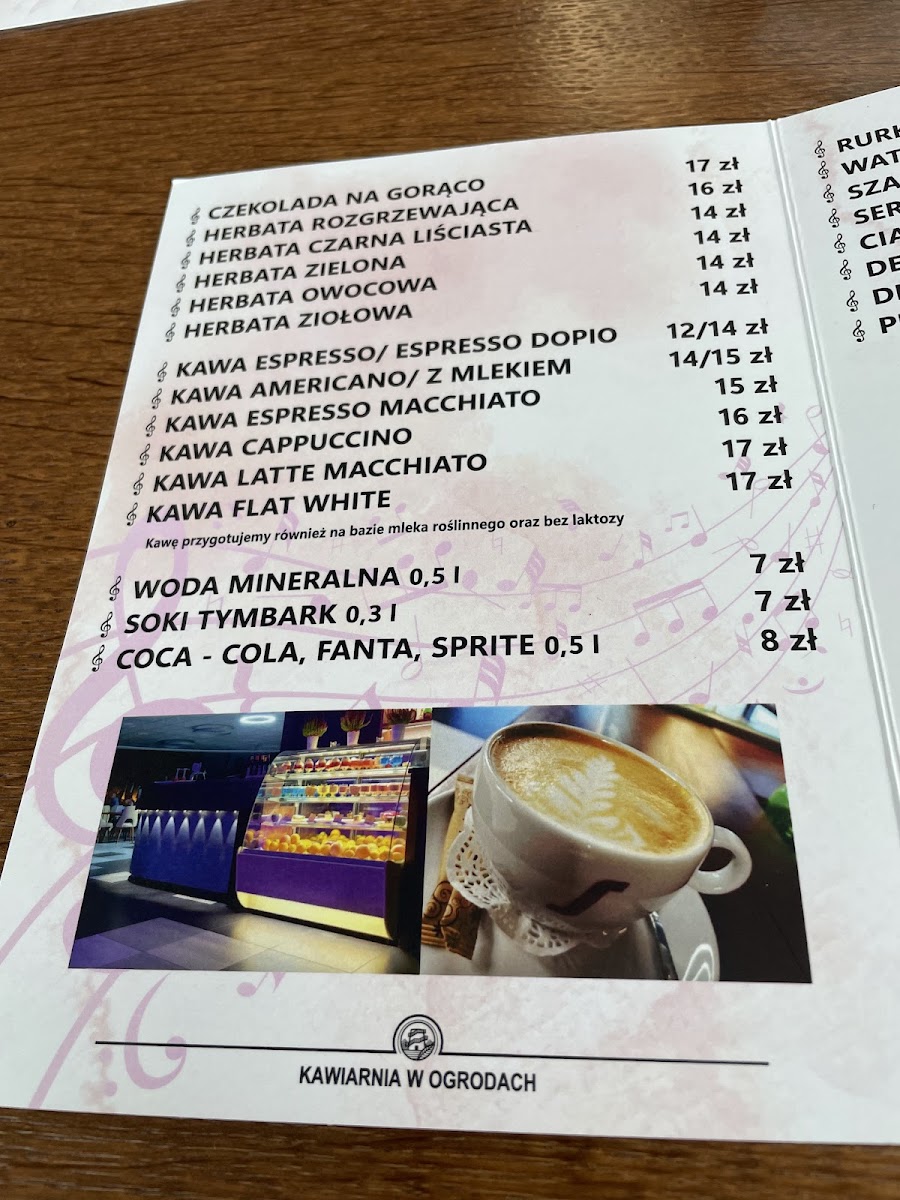 CZEKOLADA NA GORĄCO 17 zł
HERBATA ROZGRZEWAJĄCA 16 zł
HERBATA CZARNA LIŚCIASTA 14 zł
HERBATA ZIELONA 14 zł
HERBATA OWOCOWA 14 zł
HERBATA ZIOŁOWA 14 zł
KAWA ESPRESSO/ ESPRESSO DOPIO 12/14 zł
KAWA AMERICANO/ Z MLEKIEM 14/15 zł
KAWA ESPRESSO MACCHIATO 15 zł
KAWA CAPPUCCINO 16 zł
KAWA LATTE MACCHIATO 17 zł
KAWA FLAT WHITE 17 zł
Kawę przygotujemy również na bazie mleka roślinnego oraz bez laktozy
WODA MINERALNA 0,5 l 7 zł
SOKI TYMBARK 0,3 l 7 zł
COCA - COLA, FANTA, SPRITE 0,5 l 8 zł
KAWIARNIA W OGRODACH